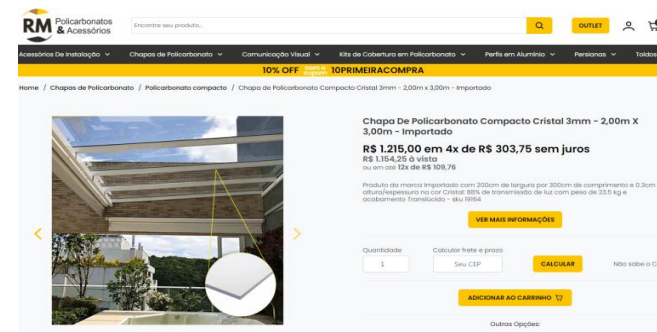 RM Policarbonatos & Acessórios
Encontre seu produto...
OUTLET
Acessórios De Instalação
Chapas de Policarbonato
Comunicação Visual
Kits de Cobertura em Policarbonato
Perfis em Alumínio
Persianas
Toldos
10% OFF com o cupom 10PRIMEIRACOMPRA
Home / Chapas de Policarbonato / Policarbonato compacto / Chapa de Policarbonato Compacto Cristal 3mm - 2,00m x 3,00m - Importado
Chapa De Policarbonato Compacto Cristal 3mm - 2,00m X
3,00m - Importado
R$ 1.215,00 em 4x de R$ 303,75 sem juros
R$ 1.154,25 à vista
ou em até 12x de R$ 109,76
Produto da marca Importado com 200cm de largura por 300cm de comprimento e 0.3cm
altura/espessura na cor Cristal: 88% de transmissão de luz com peso de 23.5 kg e
acabamento Translúcido - sku 19164
VER MAIS INFORMAÇÕES
Quantidade
Calcular frete e prazo
1
Seu CEP
CALCULAR
Não sabe o C
ADICIONAR AO CARRINHO
Outras Opções: